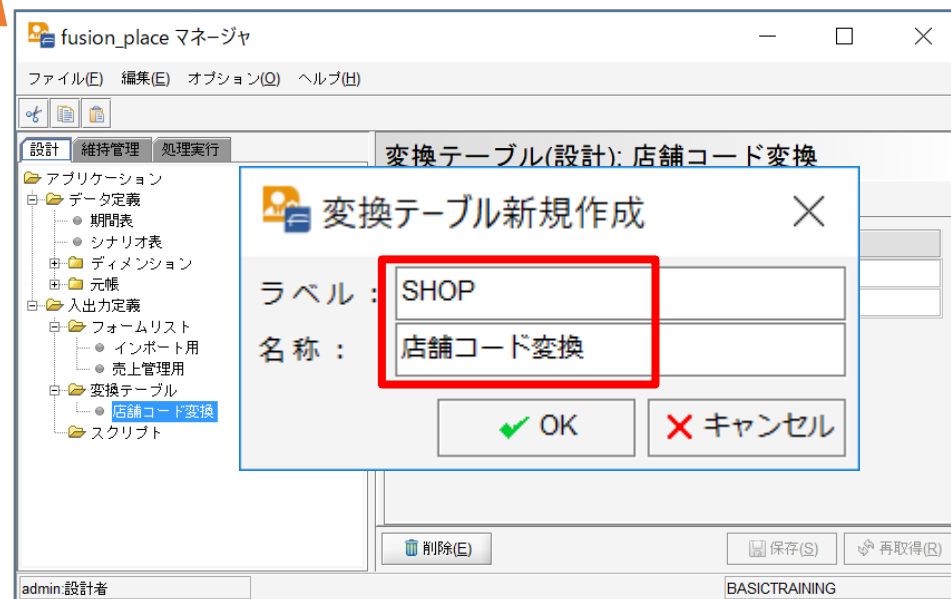 fusion_place マネージャ
ファイル(F) 編集(E) オプション(O) ヘルプ(H)
設計 維持管理 処理実行
変換テーブル(設計): 店舗コード変換
アプリケーション
データ定義
期間表
シナリオ表
ディメンション
元帳
入出力定義
フォームリスト
インポート用
売上管理用
変換テーブル
店舗コード変換
スクリプト
変換テーブル新規作成
ラベル : SHOP
名称 : 店舗コード変換
OK キャンセル
削除(E) 保存(S) 再取得(R)
admin:設計者 BASICTRAINING